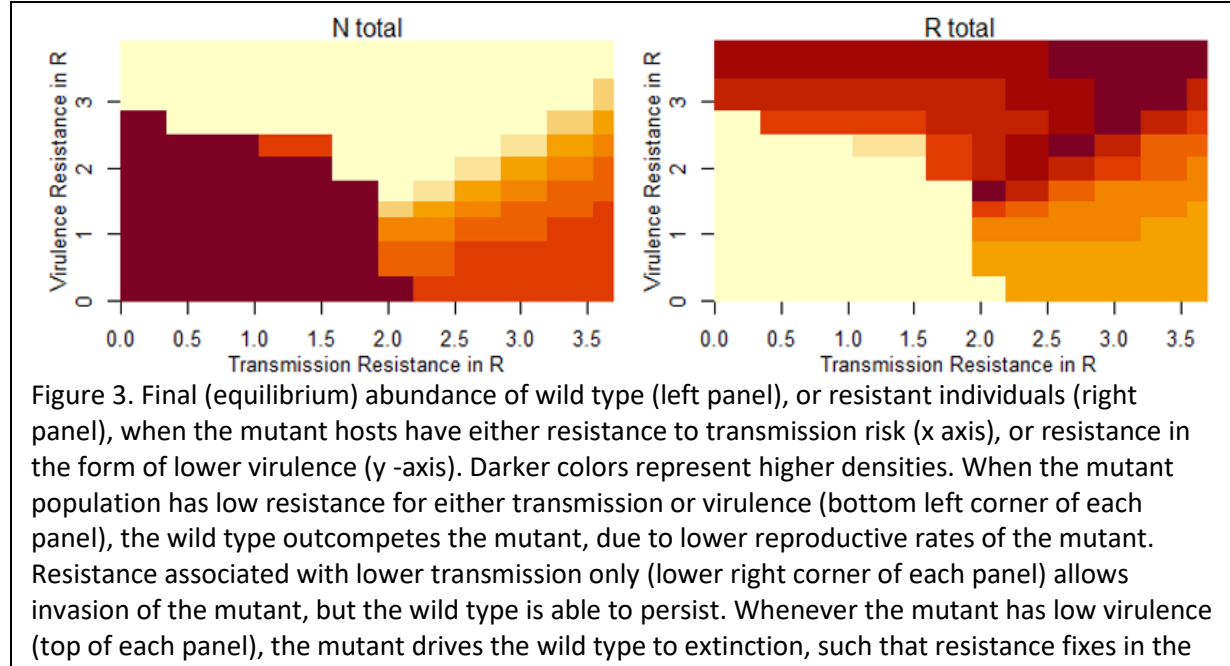 N total
R total
Virulence Resistance in R
0 1 2 3
0.0 0.5 1.0 1.5 2.0 2.5 3.0 3.5
Transmission Resistance in R
Virulence Resistance in R
0 1 2 3
0.0 0.5 1.0 1.5 2.0 2.5 3.0 3.5
Transmission Resistance in R
Figure 3. Final (equilibrium) abundance of wild type (left panel), or resistant individuals (right
panel), when the mutant hosts have either resistance to transmission risk (x axis), or resistance in
the form of lower virulence (y -axis). Darker colors represent higher densities. When the mutant
population has low resistance for either transmission or virulence (bottom left corner of each
panel), the wild type outcompetes the mutant, due to lower reproductive rates of the mutant.
Resistance associated with lower transmission only (lower right corner of each panel) allows
invasion of the mutant, but the wild type is able to persist. Whenever the mutant has low virulence
(top of each panel), the mutant drives the wild type to extinction, such that resistance fixes in the